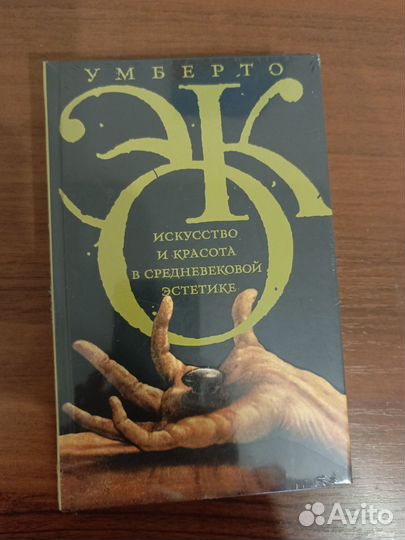 УМБЕРТО
ЭКО
ИСКУССТВО
И КРАСОТА
В СРЕДНЕВЕКОВОЙ
ЭСТЕТИКЕ
Avito